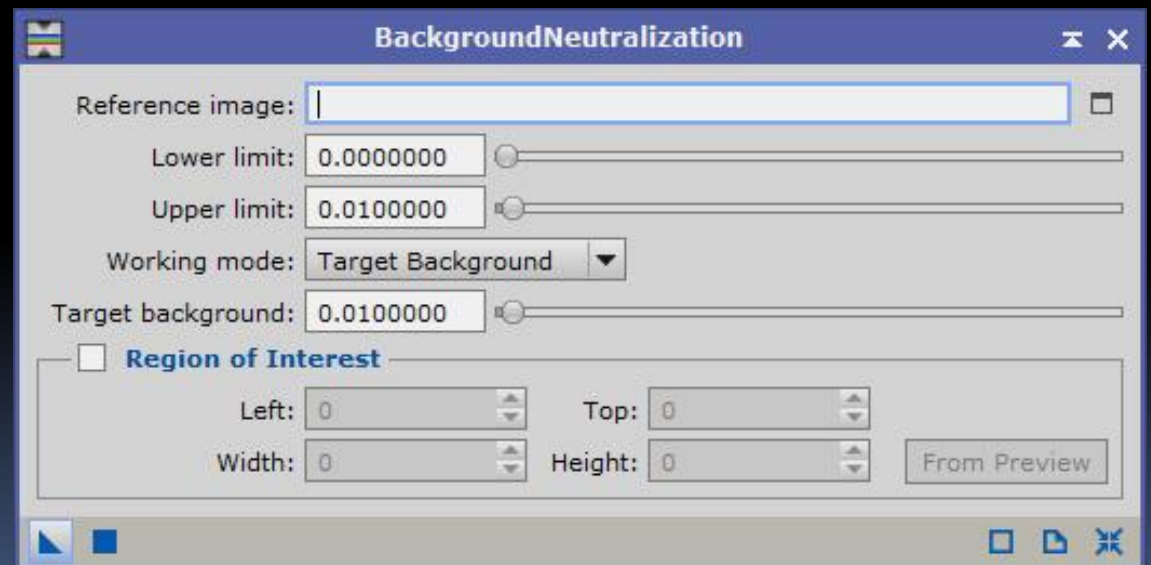 BackgroundNeutralization
Reference image:
Lower limit: 0.0000000
Upper limit: 0.0100000
Working mode: Target Background
Target background: 0.0100000
Region of Interest
Left: 0 Top: 0
Width: 0 Height: 0 From Preview